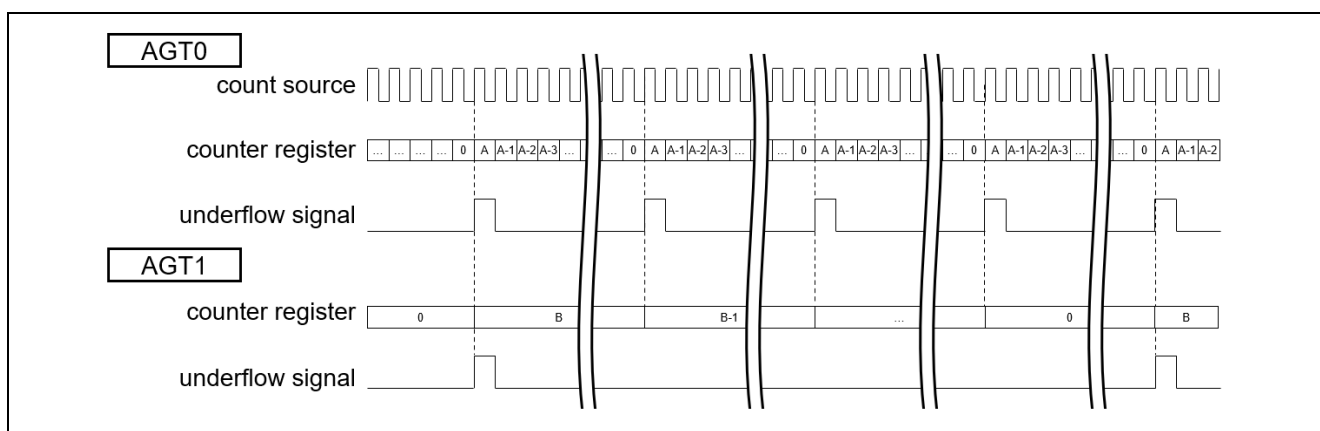 AGT0
count source
counter register ... ... ... ... 0 A A-1 A-2 A-3 ... ... 0 A A-1 A-2 A-3 ... ... 0 A A-1 A-2 A-3 ... ... 0 A A-1 A-2 A-3 ... ... 0 A A-1 A-2
underflow signal
AGT1
counter register 0 B B-1 ... 0 B
underflow signal